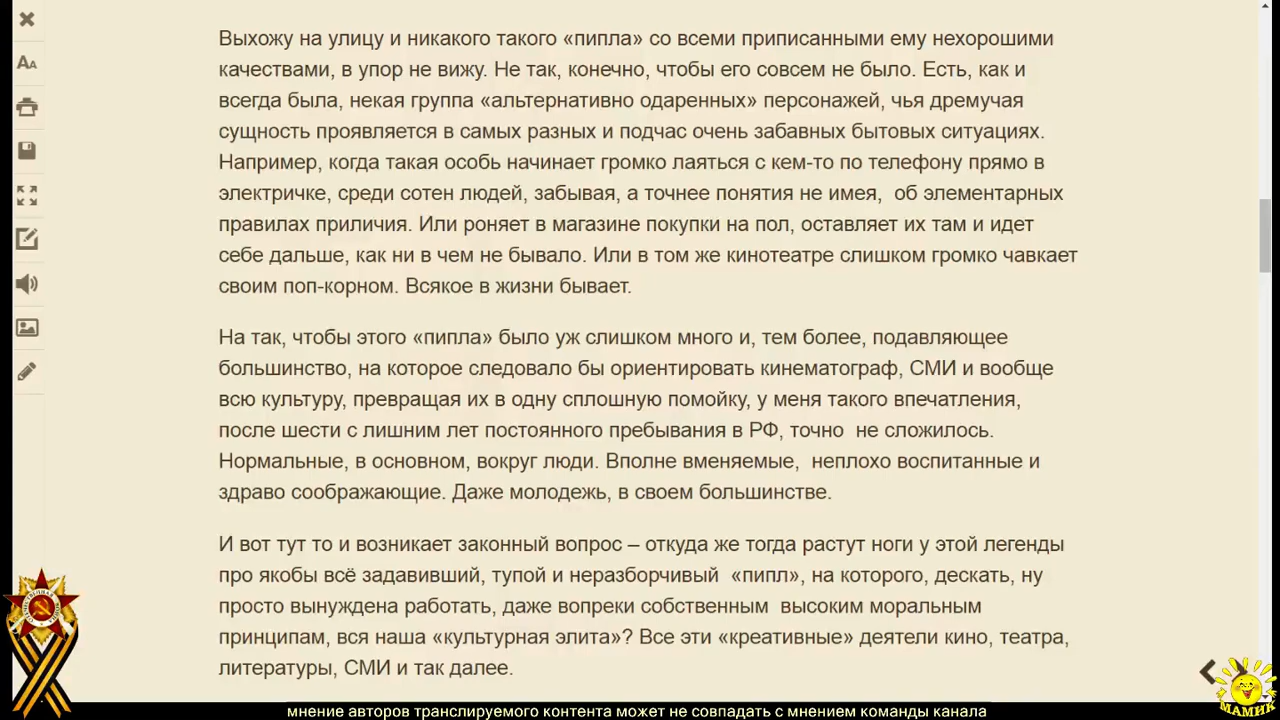 Выхожу на улицу и никакого такого «пипла» со всеми приписанными ему нехорошими
качествами, в упор не вижу. Не так, конечно, чтобы его совсем не было. Есть, как и
всегда была, некая группа «альтернативно одаренных» персонажей, чья дремучая
сущность проявляется в самых разных и подчас очень забавных бытовых ситуациях.
Например, когда такая особь начинает громко лаяться с кем-то по телефону прямо в
электричке, среди сотен людей, забывая, а точнее понятия не имея,  об элементарных
правилах приличия. Или роняет в магазине покупки на пол, оставляет их там и идет
себе дальше, как ни в чем не бывало. Или в том же кинотеатре слишком громко чавкает
своим поп-корном. Всякое в жизни бывает.
На так, чтобы этого «пипла» было уж слишком много и, тем более, подавляющее
большинство, на которое следовало бы ориентировать кинематограф, СМИ и вообще
всю культуру, превращая их в одну сплошную помойку, у меня такого впечатления,
после шести с лишним лет постоянного пребывания в РФ, точно  не сложилось.
Нормальные, в основном, вокруг люди. Вполне вменяемые,  неплохо воспитанные и
здраво соображающие. Даже молодежь, в своем большинстве.
И вот тут то и возникает законный вопрос – откуда же тогда растут ноги у этой легенды
про якобы всё задавивший, тупой и неразборчивый  «пипл», на которого, дескать, ну
просто вынуждена работать, даже вопреки собственным  высоким моральным
принципам, вся наша «культурная элита»? Все эти «креативные» деятели кино, театра,
литературы, СМИ и так далее.
МАМИК
мнение авторов транслируемого контента может не совпадать с мнением команды канала